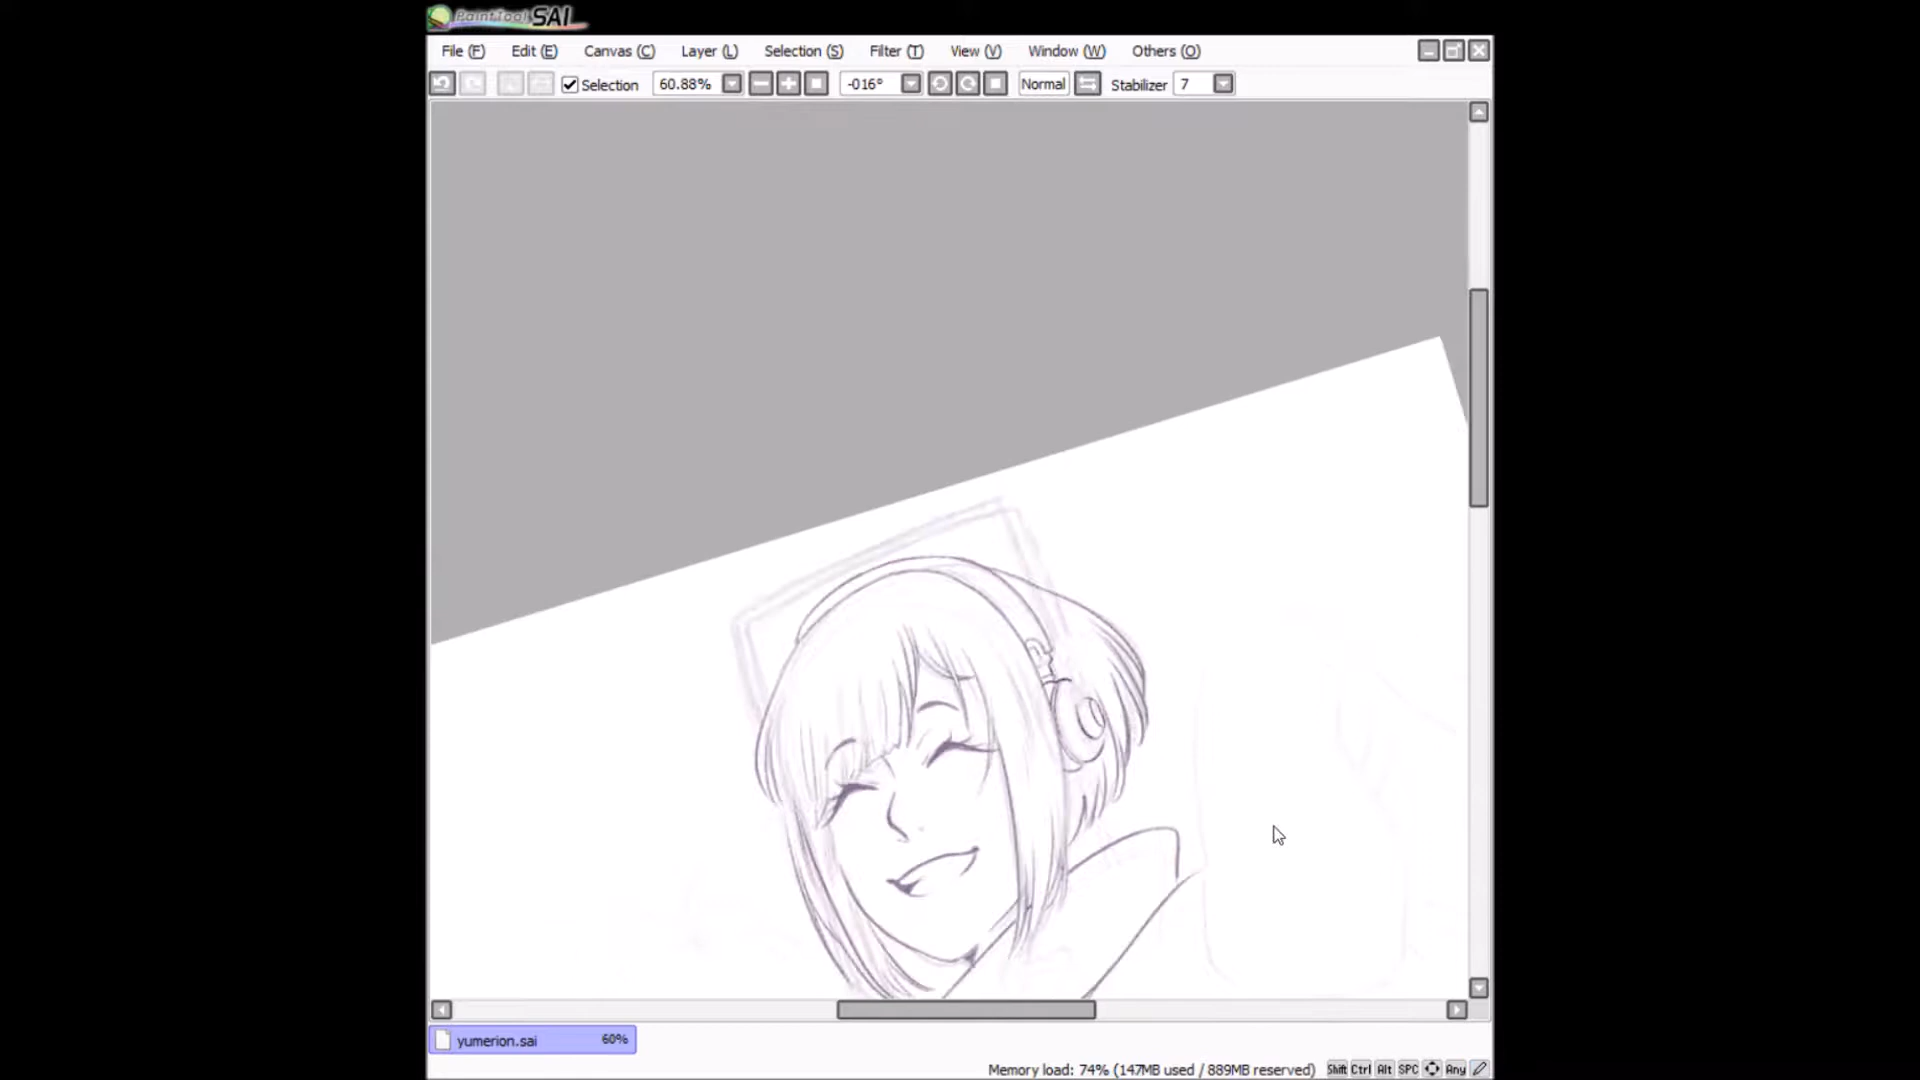 PaintTool SAI
File (F) Edit (E) Canvas (C) Layer (L) Selection (S) Filter (T) View (V) Window (W) Others (O)
Selection 60.88% -016° Normal Stabilizer 7
yumerion.sai 60%
Memory load: 74% (147MB used / 889MB reserved) Shift Ctrl Alt SPC Any